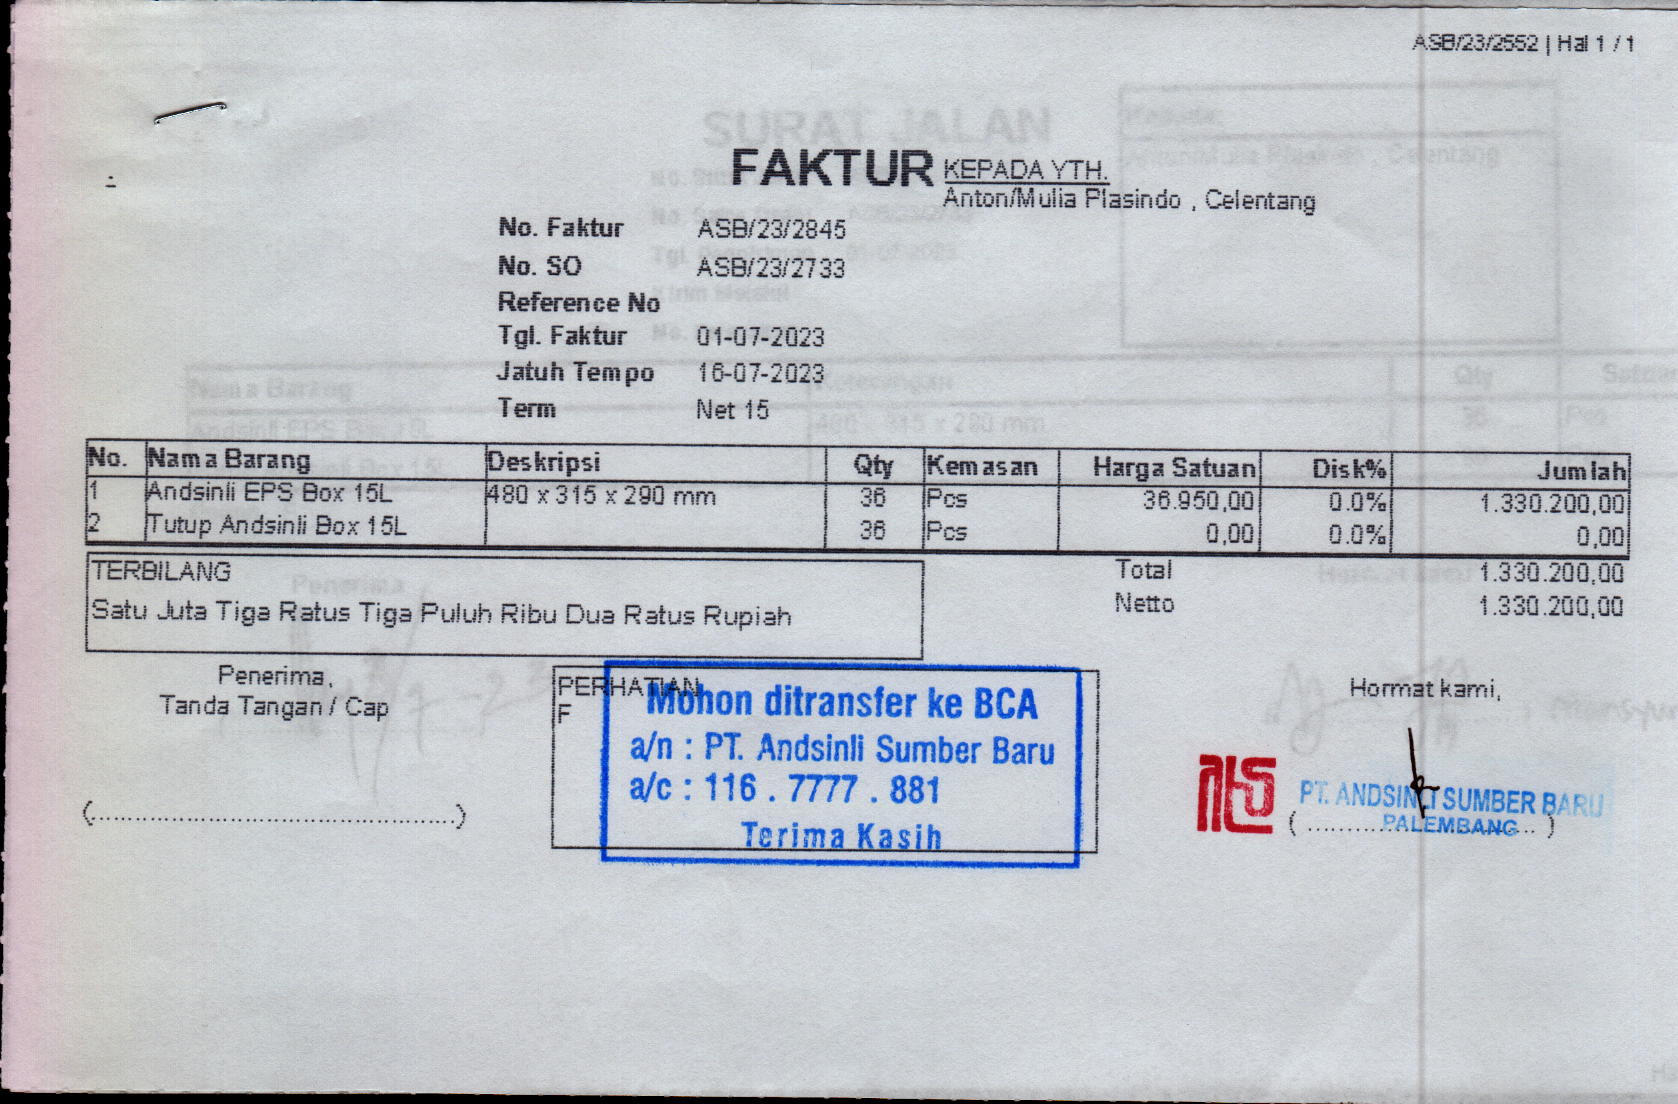 ASB/23/2552 | Hal 1 / 1
SURAT JALAN
FAKTUR
KEPADA YTH.
Anton/Mulia Plasindo , Celentang
No. Faktur ASB/23/2845
No. SO ASB/23/2733
Reference No
Tgl. Faktur 01-07-2023
Jatuh Tempo 16-07-2023
Term Net 15
No. Nama Barang Deskripsi Qty Kemasan Harga Satuan Disk% Jumlah
1 Andsinli EPS Box 15L 480 x 315 x 290 mm 36 Pcs 36.950,00 0.0% 1.330.200,00
2 Tutup Andsinli Box 15L 36 Pcs 0,00 0.0% 0,00
TERBILANG
Satu Juta Tiga Ratus Tiga Puluh Ribu Dua Ratus Rupiah
Total 1.330.200,00
Netto 1.330.200,00
Penerima,
Tanda Tangan / Cap
(...............................................)
PERHATIAN
F
Mohon ditransfer ke BCA
a/n : PT. Andsinli Sumber Baru
a/c : 116 . 7777 . 881
Terima Kasih
Hormat kami,
PT. ANDSINLI SUMBER BARU
PALEMBANG